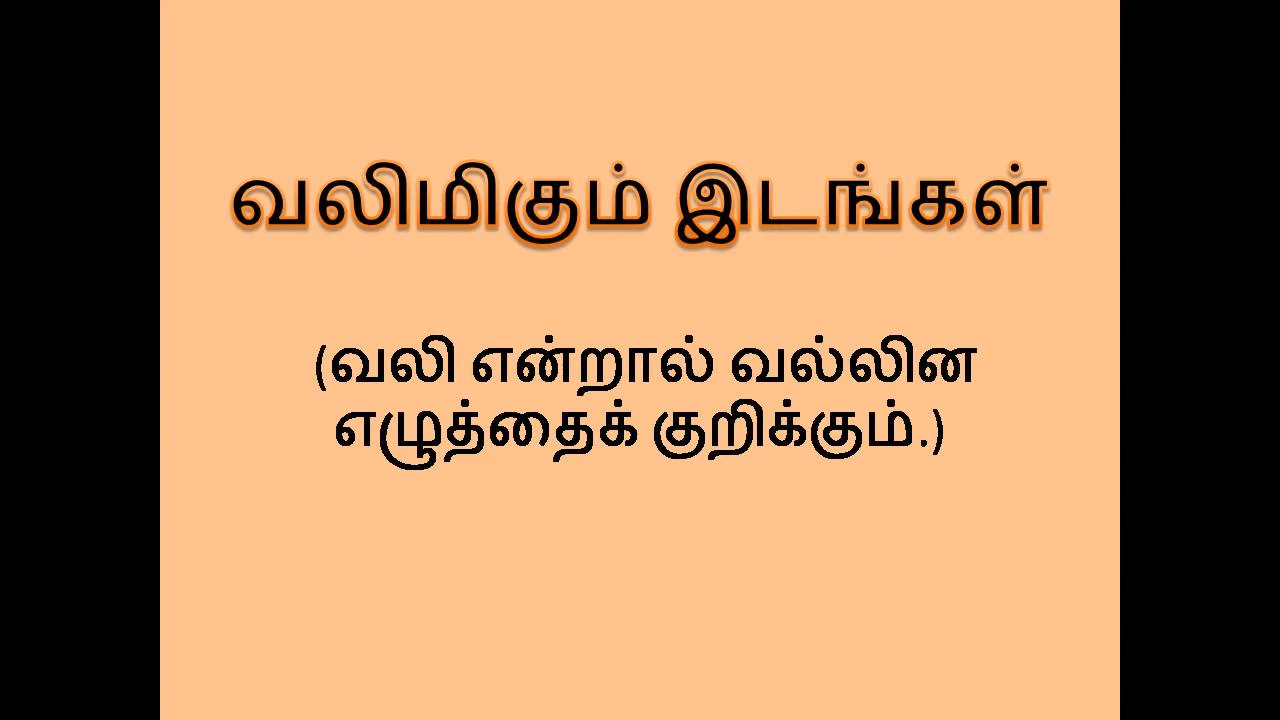 வலிமிகும் இடங்கள்
(வலி என்றால் வல்லின
எழுத்தைக் குறிக்கும்.)